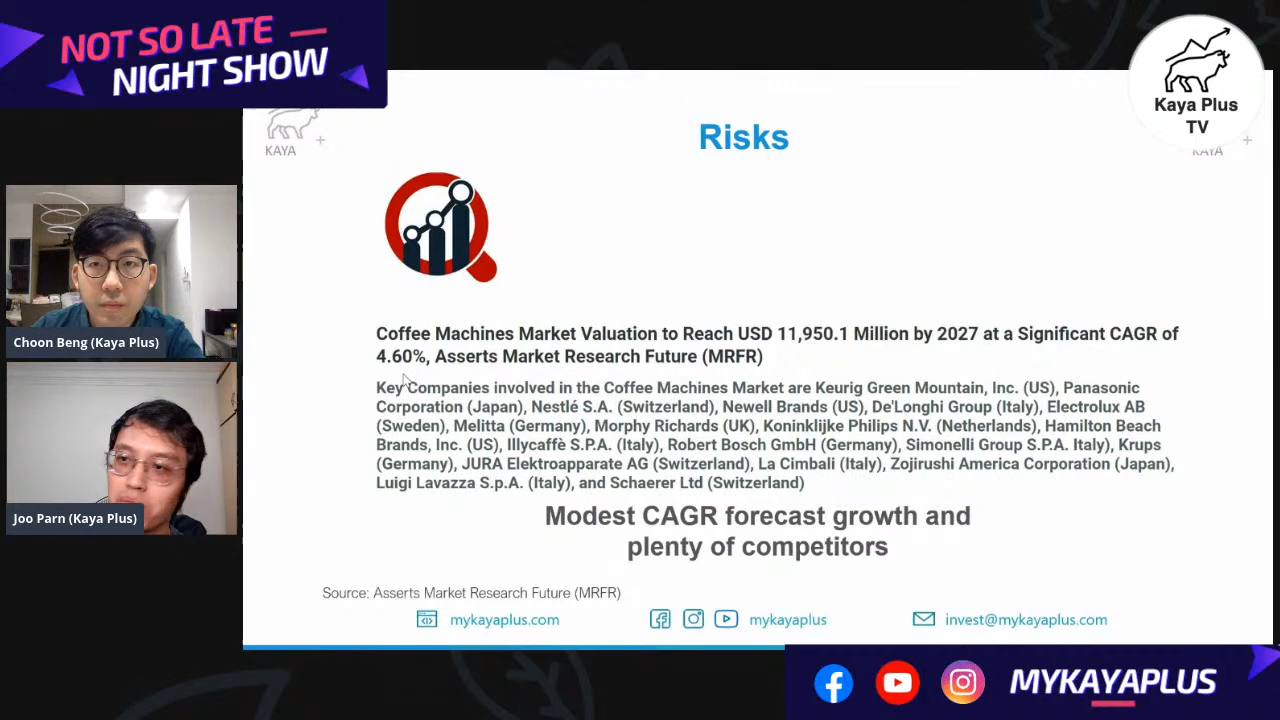 NOT SO LATE
NIGHT SHOW
Kaya Plus
TV
KAYA
KAYA
Risks
Choon Beng (Kaya Plus)
Joo Parn (Kaya Plus)
Coffee Machines Market Valuation to Reach USD 11,950.1 Million by 2027 at a Significant CAGR of
4.60%, Asserts Market Research Future (MRFR)
Key Companies involved in the Coffee Machines Market are Keurig Green Mountain, Inc. (US), Panasonic
Corporation (Japan), Nestlé S.A. (Switzerland), Newell Brands (US), De'Longhi Group (Italy), Electrolux AB
(Sweden), Melitta (Germany), Morphy Richards (UK), Koninklijke Philips N.V. (Netherlands), Hamilton Beach
Brands, Inc. (US), Illycaffè S.P.A. (Italy), Robert Bosch GmbH (Germany), Simonelli Group S.P.A. Italy), Krups
(Germany), JURA Elektroapparate AG (Switzerland), La Cimbali (Italy), Zojirushi America Corporation (Japan),
Luigi Lavazza S.p.A. (Italy), and Schaerer Ltd (Switzerland)
Modest CAGR forecast growth and
plenty of competitors
Source: Asserts Market Research Future (MRFR)
mykayaplus.com
mykayaplus
invest@mykayaplus.com
MYKAYAPLUS